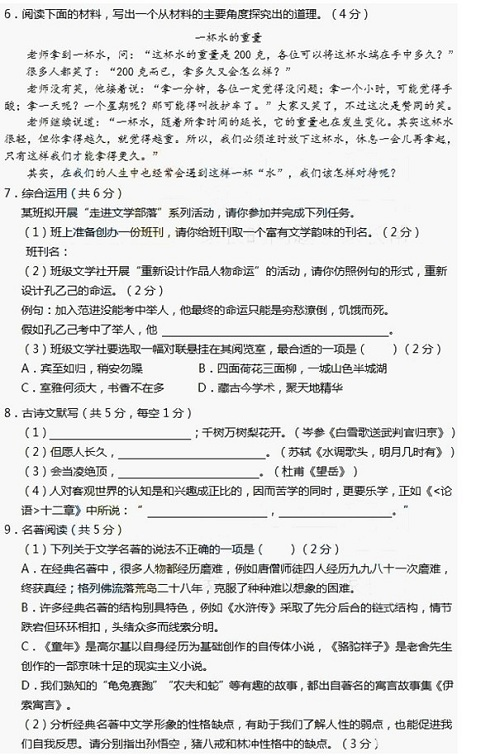 6．阅读下面的材料，写出一个从材料的主要角度探究出的道理。（4分）
一杯水的重量
老师拿到一杯水，问：“这杯水的重量是200克，各位可以将这杯水端在手中多久？”
很多人都笑了：“200克而已，拿多久又会怎么样？”
老师没有笑，他接着说：“拿一分钟，各位一定觉得没问题；拿一个小时，可能觉得手
酸；拿一天呢？一个星期呢？那可能得叫救护车了。”大家又笑了，不过这次是赞同的笑。
老师继续说道：“一杯水，随着所拿时间的延长，它的重量也在发生变化。其实这杯水
很轻，但你拿得越久，就觉得越重。所以，我们必须适时放下这杯水，休息一会儿再拿起，
只有这样我们才能拿得更久。”
其实，在我们的人生中也经常会遇到这样一杯“水”，我们该怎样对待呢？
7．综合运用（共6分）
某班拟开展“走进文学部落”系列活动，请你参加并完成下列任务。
（1）班上准备创办一份班刊，请你给班刊取一个富有文学韵味的刊名。（2分）
班刊名：
（2）班级文学社开展“重新设计作品人物命运”的活动，请你仿照例句的形式，重新
设计孔乙己的命运。（2分）
例句：加入范进没能考中举人，他最终的命运只能是穷愁潦倒，饥饿而死。
假如孔乙己考中了举人，他 ____________________。
（3）班级文学社要选取一幅对联悬挂在其阅览室，最合适的一项是（　　）（2分）
A．宾至如归，稍安勿躁　　B．四面荷花三面柳，一城山色半城湖
C．室雅何须大，书香不在多　　D．藏古今学术，聚天地精华
8．古诗文默写（共5分，每空1分）
（1）____________________；千树万树梨花开。（岑参《白雪歌送武判官归京》）
（2）但愿人长久，____________________。（苏轼《水调歌头，明月几时有》）
（3）会当凌绝顶，____________________。（杜甫《望岳》）
（4）人对客观世界的认知是和兴趣成正比的，因而苦学的同时，更要乐学，正如《<论
语>十二章》中所说：“ ____________________，____________________。”
9．名著阅读（共5分）
（1）下列关于文学名著的说法不正确的一项是（　　）（2分）
A．在经典名著中，很多人物都经历磨难，例如唐僧师徒四人经历九九八十一次磨难，
终获真经；格列佛流落荒岛二十八年，克服了种种难以想象的困难。
B．许多经典名著的结构别具特色，例如《水浒传》采取了先分后合的链式结构，情节
跌宕但环环相扣，头绪众多而线索分明。
C．《童年》是高尔基以自身经历为基础创作的自传体小说，《骆驼祥子》是老舍先生
创作的一部京味十足的现实主义小说。
D．我们熟知的“龟兔赛跑”“农夫和蛇”等有趣的故事，都出自著名的寓言故事集《伊
索寓言》。
（2）分析经典名著中文学形象的性格缺点，有助于我们了解人性的弱点，也能促进我
们自我反思。请分别指出孙悟空，猪八戒和林冲性格中的缺点。（3分）